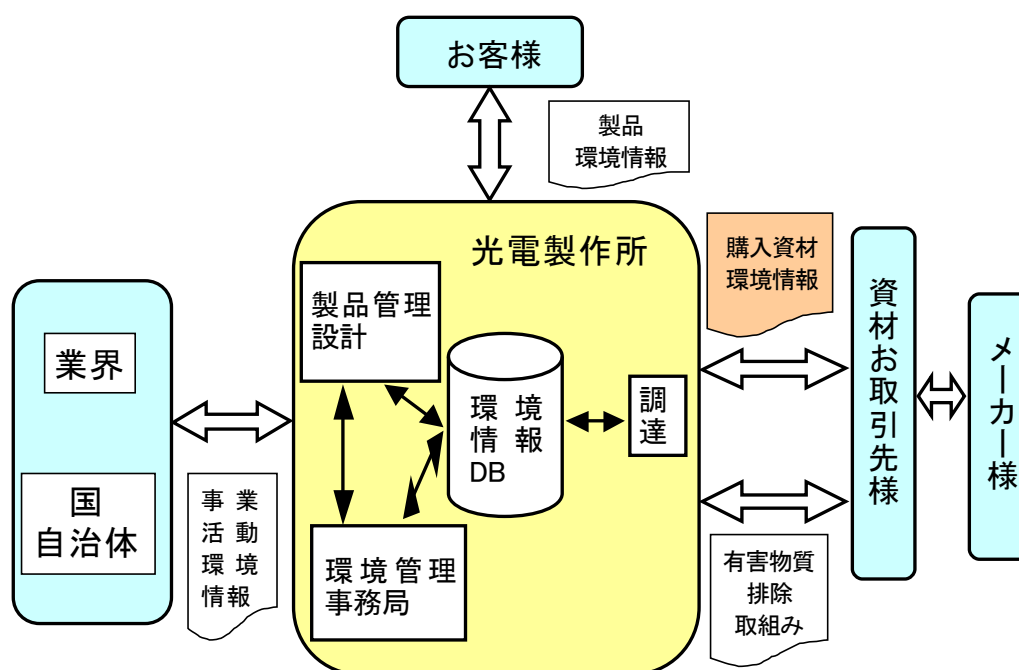 お客様
製品
環境情報
光電製作所
購入資材
環境情報
製品管理
設計
業界
国
自治体
事業
活動
環境
情報
環境
情報
DB
調
達
環境管理
事務局
有害物質
排除
取組み
資材お取引先様
メーカー様